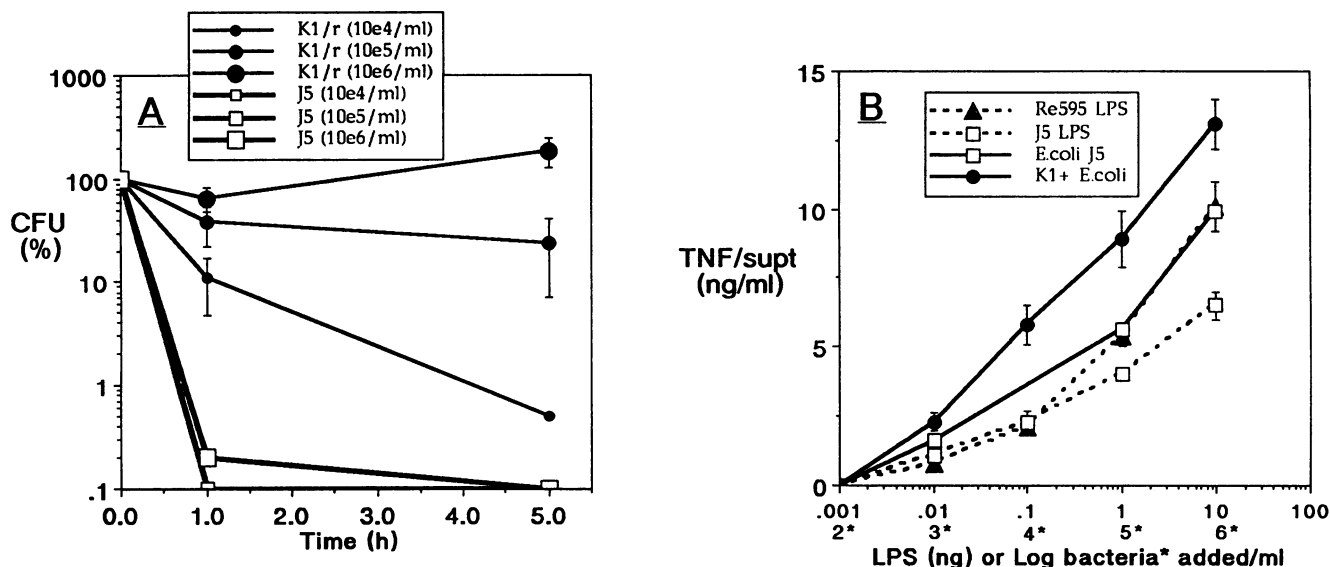 K1/r (10e4/ml)
K1/r (10e5/ml)
K1/r (10e6/ml)
J5 (10e4/ml)
J5 (10e5/ml)
J5 (10e6/ml)
A
1000
100
10
1
.1
CFU
(%)
0.0 1.0 2.0 3.0 4.0 5.0
Time (h)
B
Re595 LPS
J5 LPS
E.coli J5
K1+ E.coli
15
10
5
0
TNF/supt
(ng/ml)
.001 .01 .1 1 10 100
2* 3* 4* 5* 6*
LPS (ng) or Log bacteria* added/ml